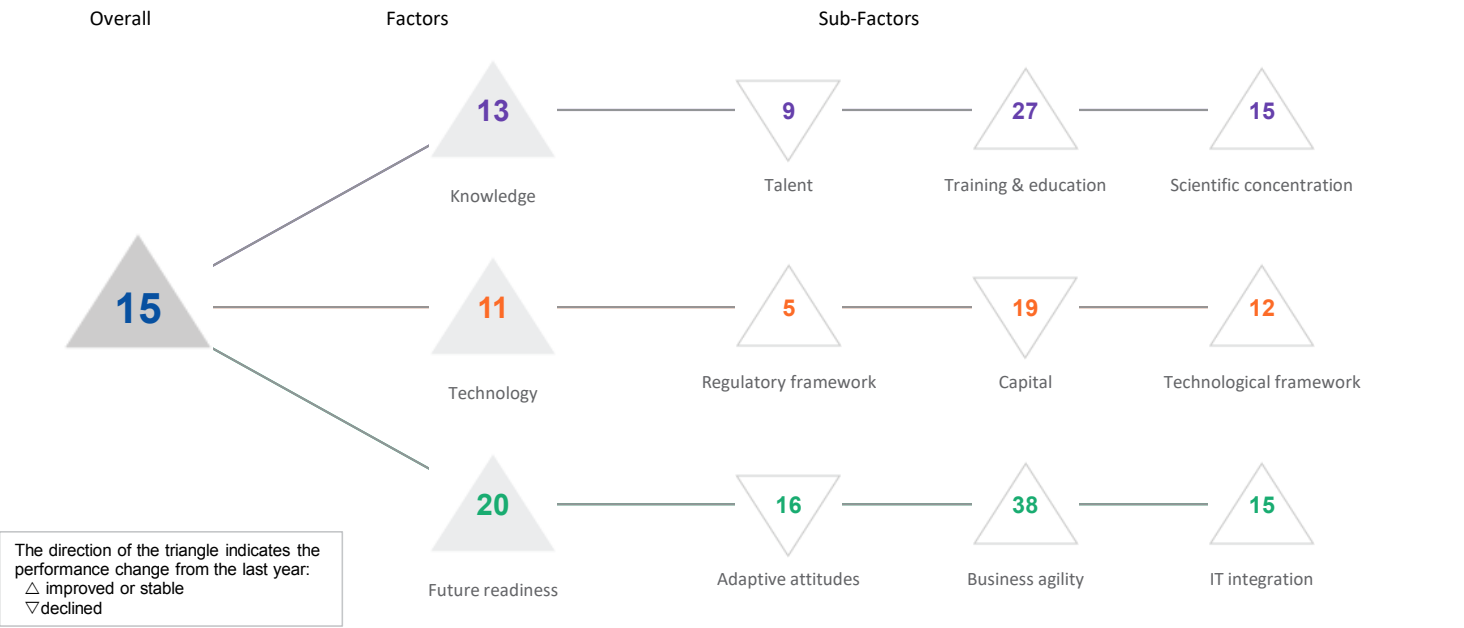 Overall
Factors
Sub-Factors
13
9
27
15
Knowledge
Talent
Training & education
Scientific concentration
15
11
5
19
12
Technology
Regulatory framework
Capital
Technological framework
20
16
38
15
Future readiness
Adaptive attitudes
Business agility
IT integration
The direction of the triangle indicates the
performance change from the last year:
△ improved or stable
▽declined